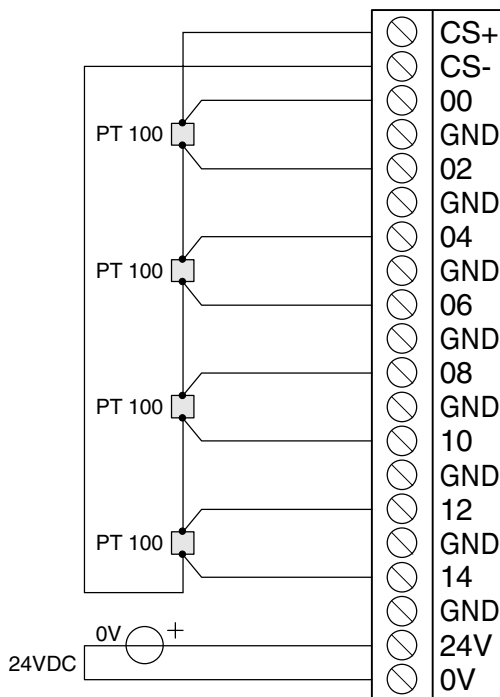 CS+
CS-
00
PT 100 GND
02
GND
04
PT 100 GND
06
GND
08
PT 100 GND
10
GND
12
PT 100 GND
14
GND
0V + 24V
24VDC 0V